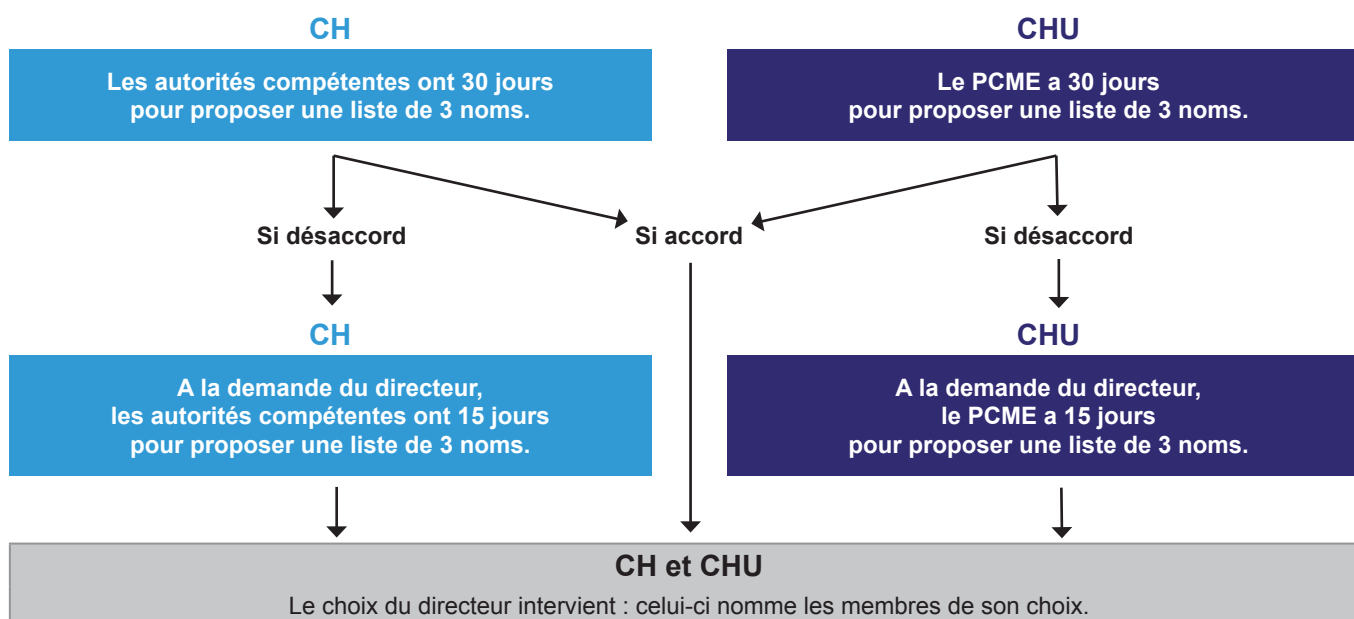 CH
Les autorités compétentes ont 30 jours
pour proposer une liste de 3 noms.
CHU
Le PCME a 30 jours
pour proposer une liste de 3 noms.
Si désaccord
Si accord
Si désaccord
CH
A la demande du directeur,
les autorités compétentes ont 15 jours
pour proposer une liste de 3 noms.
CHU
A la demande du directeur,
le PCME a 15 jours
pour proposer une liste de 3 noms.
CH et CHU
Le choix du directeur intervient : celui-ci nomme les membres de son choix.